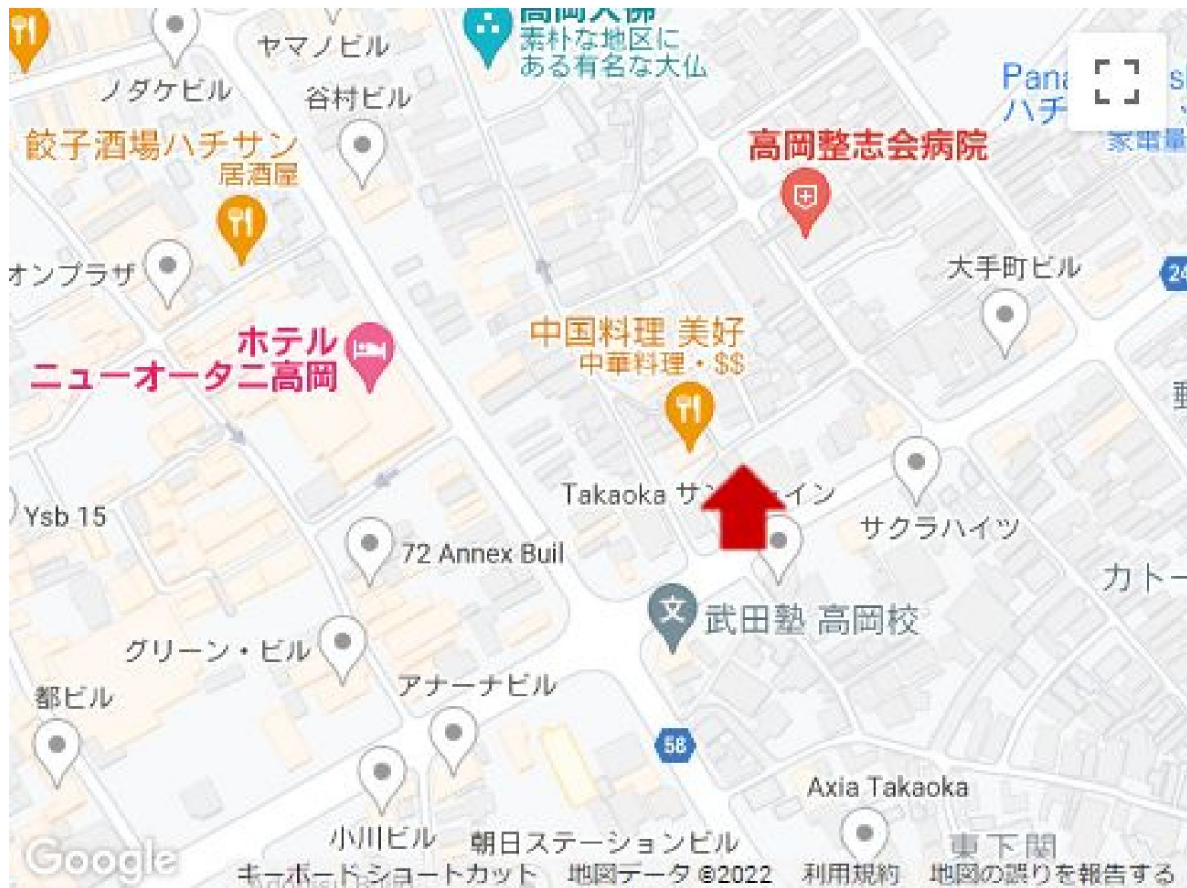 ヤマノビル
素朴な地区に
ある有名な大仏
ノダケビル
谷村ビル
餃子酒場ハチサン
居酒屋
高岡整志会病院
オンプラザ
大手町ビル
ホテル
ニューオータニ高岡
中国料理 美好
中華料理・$$
Takaoka サン
イン
サクラハイツ
Ysb 15
72 Annex Buil
カトー
武田塾 高岡校
グリーン・ビル
アナーナビル
都ビル
58
Axia Takaoka
小川ビル
朝日ステーションビル
東下関
Google
キーボード ショートカット 地図データ ©2022 利用規約 地図の誤りを報告する